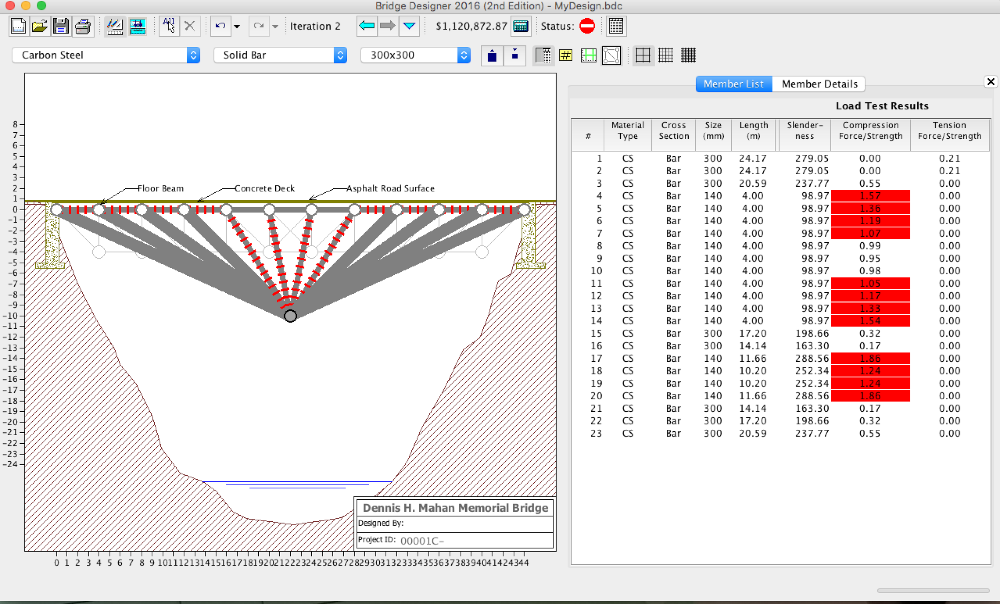 Bridge Designer 2016 (2nd Edition) - MyDesign.bdc
All Iteration 2 $1,120,872.87 Status:
Carbon Steel Solid Bar 300x300 #
Member List Member Details
Load Test Results
# Material Type Cross Section Size (mm) Length (m) Slender- ness Compression Force/Strength Tension Force/Strength
1 CS Bar 300 24.17 279.05 0.00 0.21
2 CS Bar 300 24.17 279.05 0.00 0.21
3 CS Bar 300 20.59 237.77 0.55 0.00
4 CS Bar 140 4.00 98.97 1.57 0.00
5 CS Bar 140 4.00 98.97 1.36 0.00
6 CS Bar 140 4.00 98.97 1.19 0.00
7 CS Bar 140 4.00 98.97 1.07 0.00
8 CS Bar 140 4.00 98.97 0.99 0.00
9 CS Bar 140 4.00 98.97 0.95 0.00
10 CS Bar 140 4.00 98.97 0.98 0.00
11 CS Bar 140 4.00 98.97 1.05 0.00
12 CS Bar 140 4.00 98.97 1.17 0.00
13 CS Bar 140 4.00 98.97 1.33 0.00
14 CS Bar 140 4.00 98.97 1.54 0.00
15 CS Bar 300 17.20 198.66 0.32 0.00
16 CS Bar 300 14.14 163.30 0.17 0.00
17 CS Bar 140 11.66 288.56 1.86 0.00
18 CS Bar 140 10.20 252.34 1.24 0.00
19 CS Bar 140 10.20 252.34 1.24 0.00
20 CS Bar 140 11.66 288.56 1.86 0.00
21 CS Bar 300 14.14 163.30 0.17 0.00
22 CS Bar 300 17.20 198.66 0.32 0.00
23 CS Bar 300 20.59 237.77 0.55 0.00
8
7
6
5
4
3
2
1
0
-1
-2
-3
-4
-5
-6
-7
-8
-9
-10
-11
-12
-13
-14
-15
-16
-17
-18
-19
-20
-21
-22
-23
-24
Floor Beam Concrete Deck Asphalt Road Surface
Dennis H. Mahan Memorial Bridge
Designed By:
Project ID: 00001C-
0 1 2 3 4 5 6 7 8 9 10 11 12 13 14 15 16 17 18 19 20 21 22 23 24 25 26 27 28 29 30 31 32 33 34 35 36 37 38 39 40 41 42 43 44